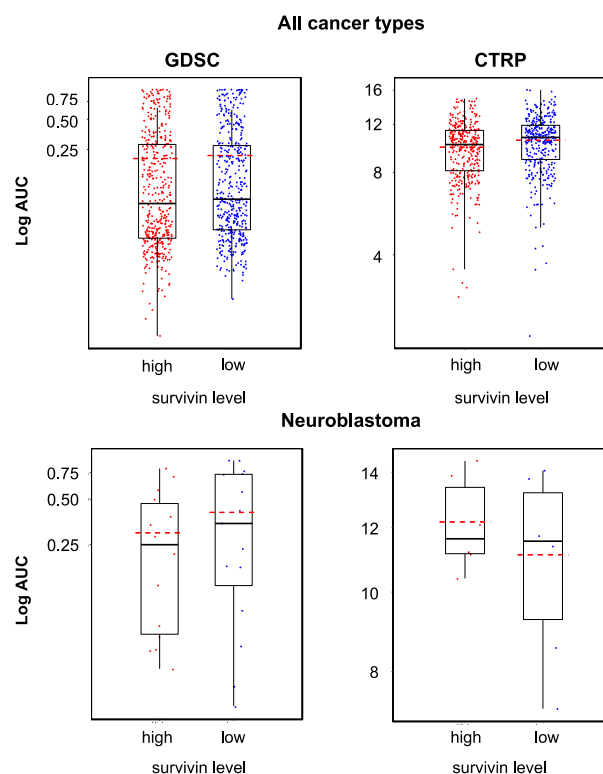 All cancer types
GDSC
CTRP
Log AUC
0.75
0.50
0.25
16
12
8
4
high
low
high
low
survivin level
survivin level
Neuroblastoma
Log AUC
0.75
0.50
0.25
14
12
10
8
high
low
high
low
survivin level
survivin level